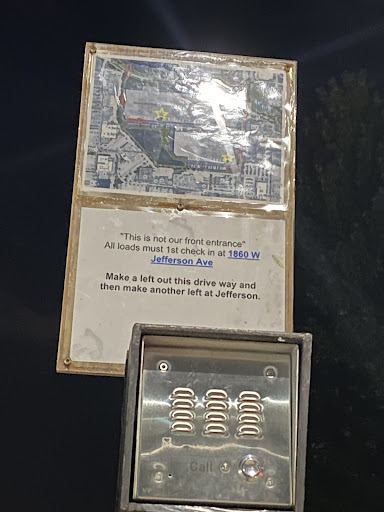 "This is not our front entrance"
All loads must 1st check in at 1860 W
Jefferson Ave
Make a left out this drive way and
then make another left at Jefferson.
Call